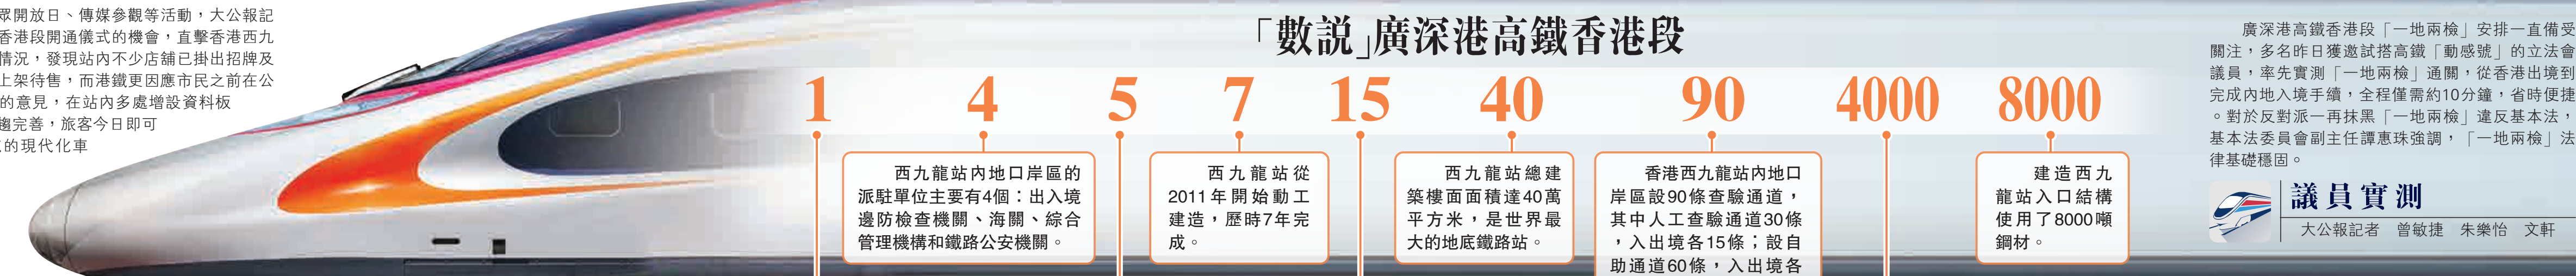 眾開放日、傳媒參觀等活動，大公報記
香港段開通儀式的機會，直擊香港西九
情況，發現站內不少店舖已掛出招牌及
上架待售，而港鐵更因應市民之前在公
的意見，在站內多處增設資料板
趨完善，旅客今日即可
的現代化車
「數説」廣深港高鐵香港段
1
4
西九龍站內地口岸區的
派駐單位主要有4個：出入境
邊防檢查機關、海關、綜合
管理機構和鐵路公安機關。
5
7
西九龍站從
2011年開始動工
建造，歷時7年完
成。
15
40
西九龍站總建
築樓面面積達40萬
平方米，是世界最
大的地底鐵路站。
90
香港西九龍站內地口
岸區設90條查驗通道，
其中人工查驗通道30條
，入出境各15條；設自
助通道60條，入出境各
4000
8000
建造西九
龍站入口結構
使用了8000噸
鋼材。
廣深港高鐵香港段「一地兩檢」安排一直備受
關注，多名昨日獲邀試搭高鐵「動感號」的立法會
議員，率先實測「一地兩檢」通關，從香港出境到
完成內地入境手續，全程僅需約10分鐘，省時便捷
。對於反對派一再抹黑「一地兩檢」違反基本法，
基本法委員會副主任譚惠珠強調，「一地兩檢」法
律基礎穩固。
議員實測
大公報記者　曾敏捷　朱樂怡　文軒